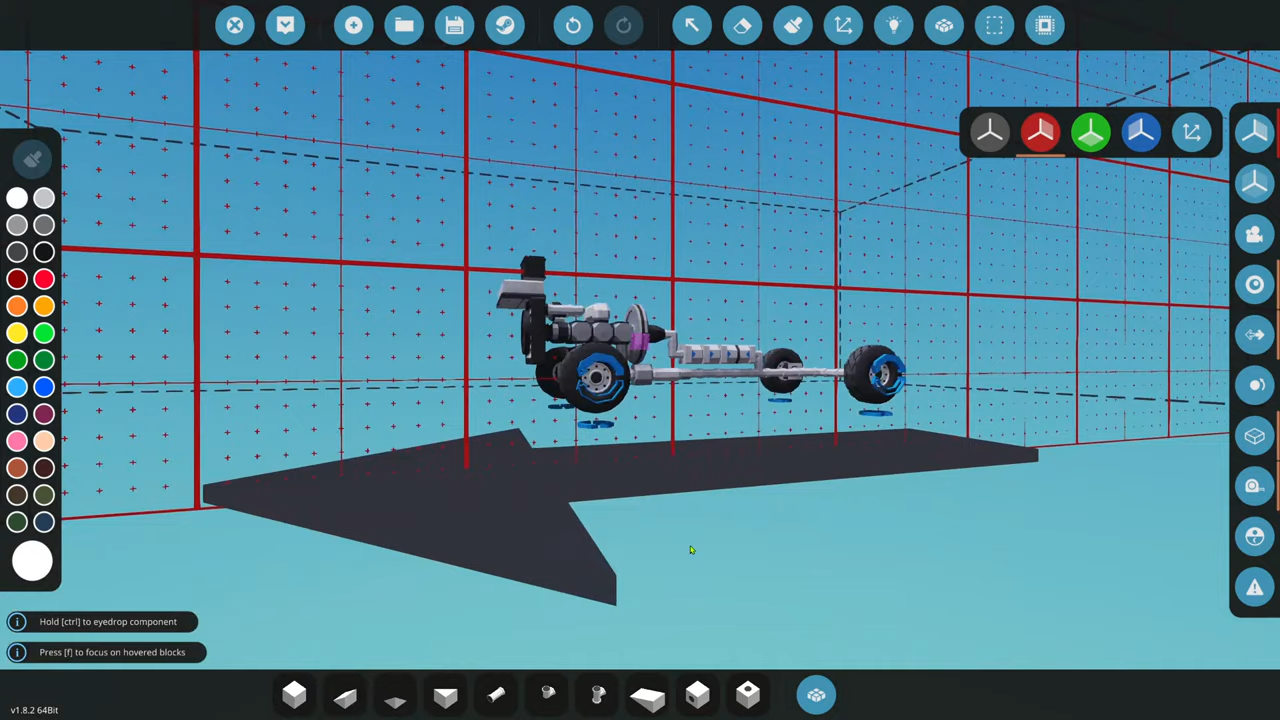 Hold [ctrl] to eyedrop component
Press [f] to focus on hovered blocks
v1.8.2 64Bit